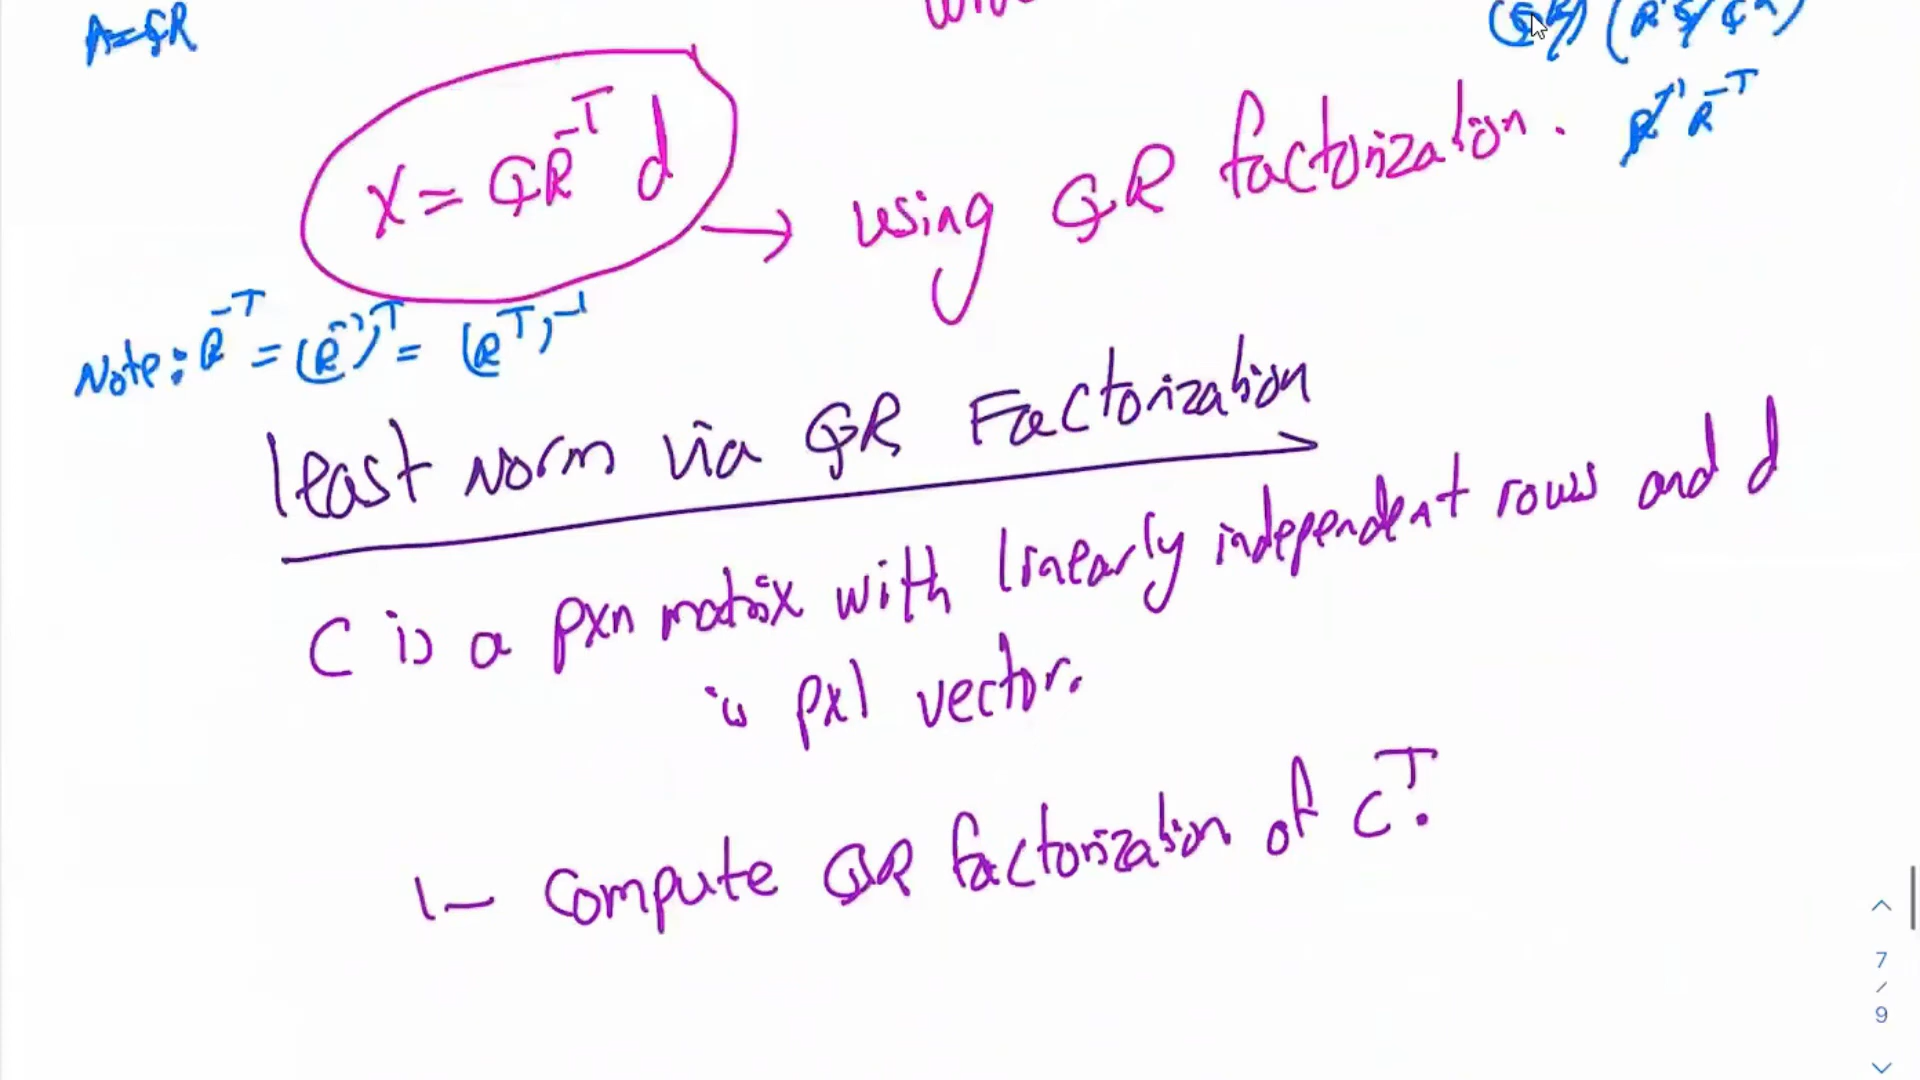 A=QR
X = QR^{-T} d → using QR factorization.
R^{-T}
Note: R^{-T} = (R^{-1})^T = (R^T)^{-1}
least Norm via QR Factorization
C is a pxn matrix with linearly independent rows and d
is px1 vector.
1- Compute QR factorization of C^T.
7
/
9